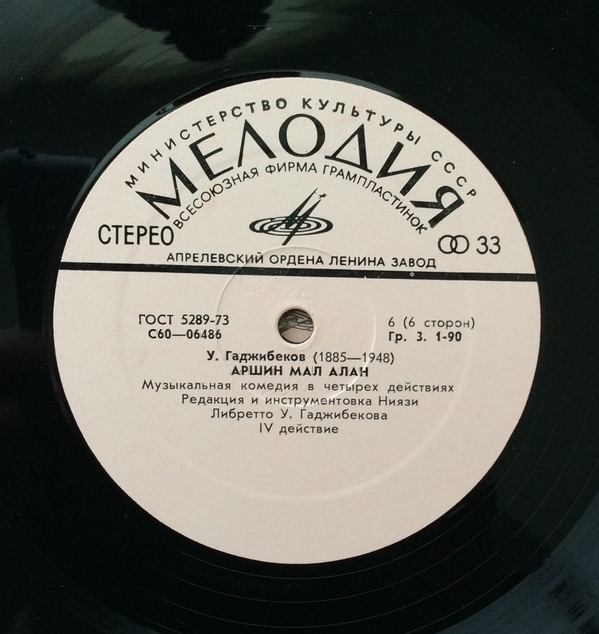 МИНИСТЕРСТВО КУЛЬТУРЫ СССР
МЕЛОДИЯ
ВСЕСОЮЗНАЯ ФИРМА ГРАМПЛАСТИНОК
СТЕРЕО
33
АПРЕЛЕВСКИЙ ОРДЕНА ЛЕНИНА ЗАВОД
ГОСТ 5289-73
С60—06486
6 (6 сторон)
Гр. 3. 1-90
У. Гаджибеков (1885—1948)
АРШИН МАЛ АЛАН
Музыкальная комедия в четырех действиях
Редакция и инструментовка Ниязи
Либретто У. Гаджибекова
IV действие